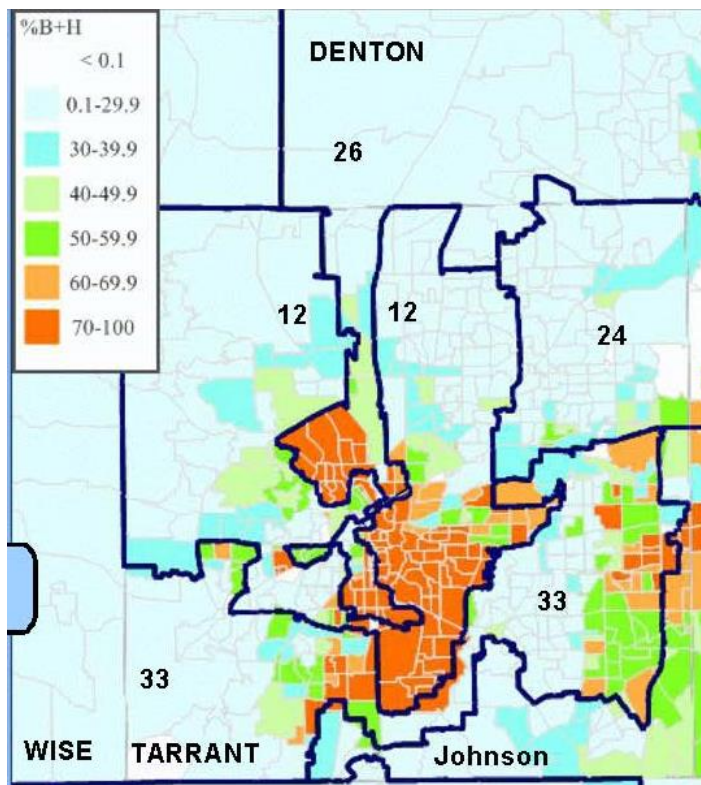 %B+H
< 0.1
0.1-29.9
30-39.9
40-49.9
50-59.9
60-69.9
70-100
DENTON
26
12
12
24
33
33
WISE
TARRANT
Johnson